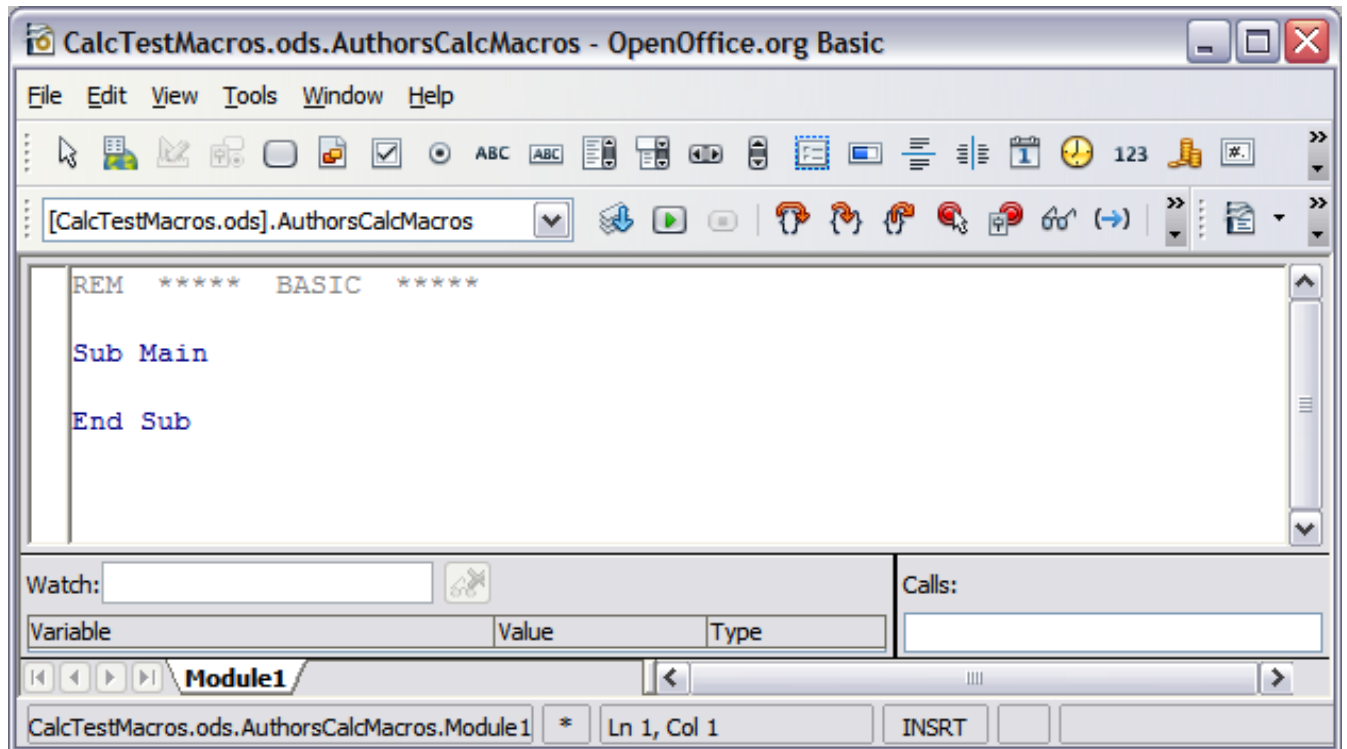 CalcTestMacros.ods.AuthorsCalcMacros - OpenOffice.org Basic
File Edit View Tools Window Help
ABC ABC 1 123 #.
[CalcTestMacros.ods].AuthorsCalcMacros
REM ***** BASIC *****
Sub Main
End Sub
Watch: Calls:
Variable Value Type
Module1
CalcTestMacros.ods.AuthorsCalcMacros.Module1 * Ln 1, Col 1 INSRT